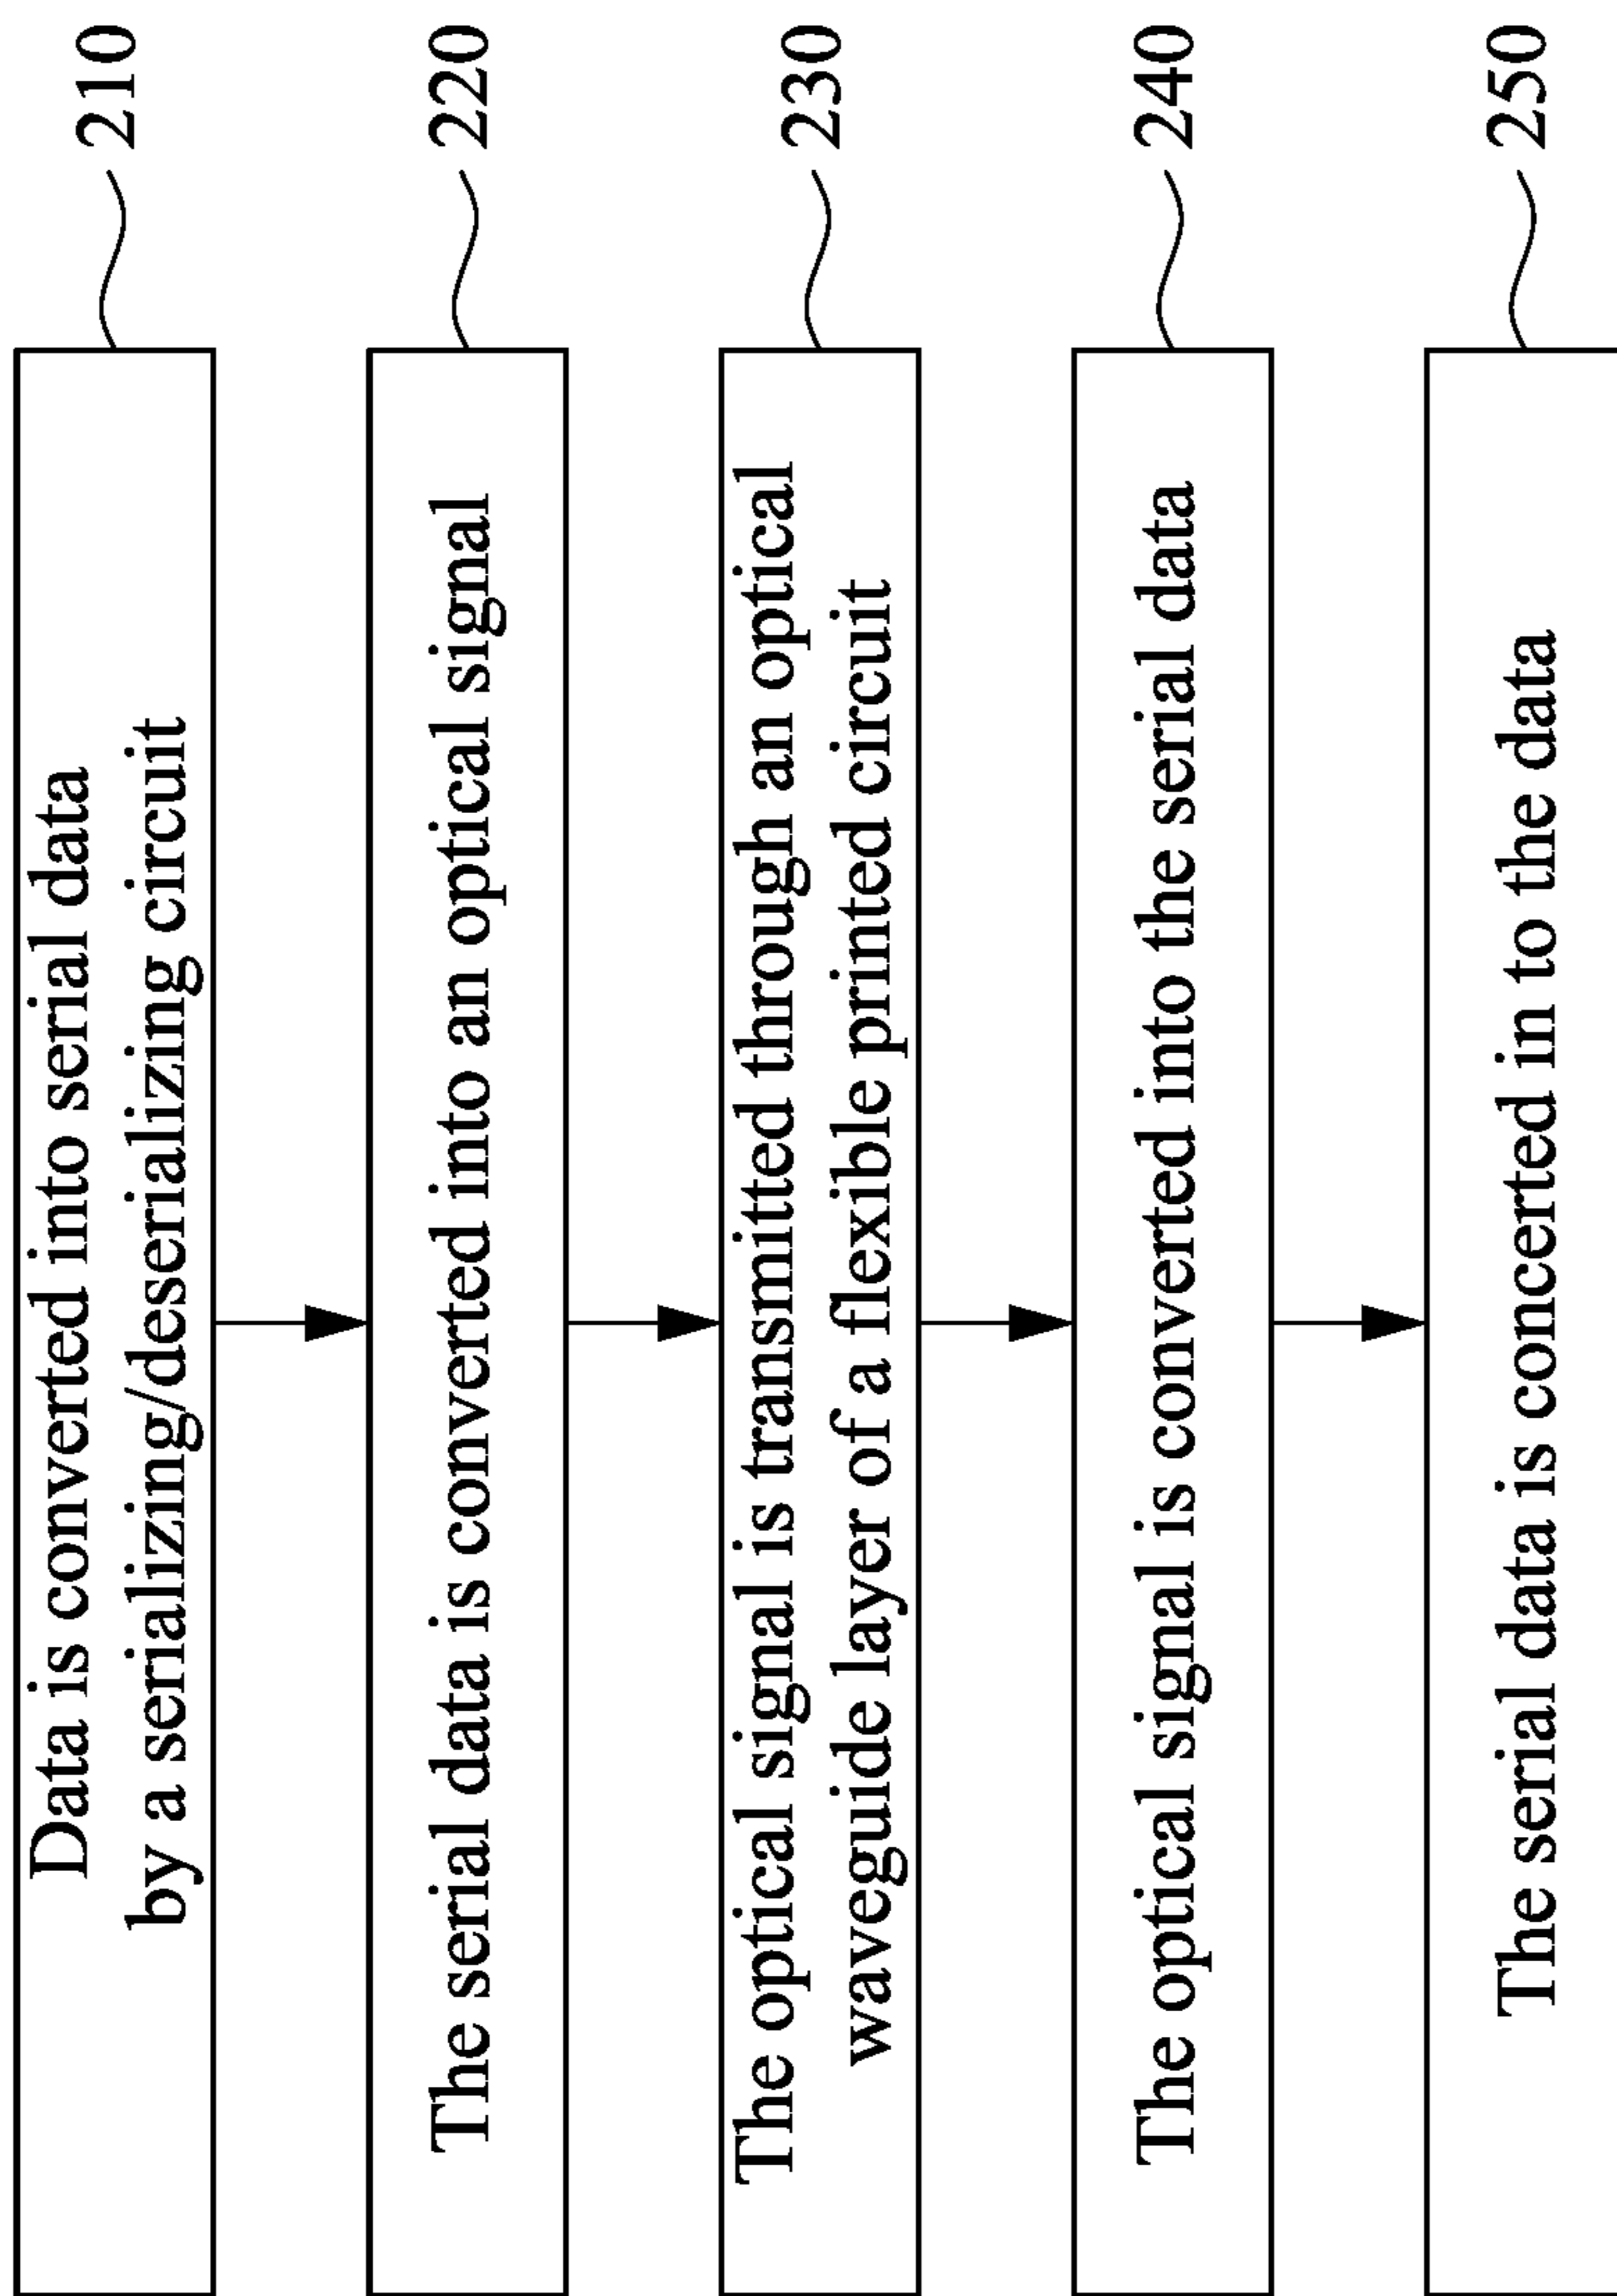 Data is converted into serial data
by a serializing/deserializing circuit
210
The serial data is converted into an optical signal
220
The optical signal is transmitted through an optical
waveguide layer of a flexible printed circuit
230
The optical signal is converted into the serial data
240
The serial data is concerted in to the data
250